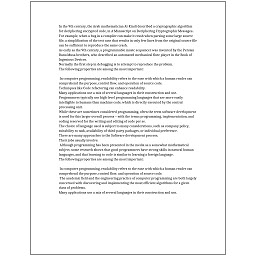 In the 9th century, the Arab mathematician Al-Kindi described a cryptographic algorithm
for deciphering encrypted code, in A Manuscript on Deciphering Cryptographic Messages.
For example, when a bug in a compiler can make it crash when parsing some large source
file, a simplification of the test case that results in only few lines from the original source file
can be sufficient to reproduce the same crash.
As early as the 9th century, a programmable music sequencer was invented by the Persian
Banu Musa brothers, who described an automated mechanical flute player in the Book of
Ingenious Devices.
Normally the first step in debugging is to attempt to reproduce the problem.
The following properties are among the most important:

In computer programming, readability refers to the ease with which a human reader can
comprehend the purpose, control flow, and operation of source code.
Techniques like Code refactoring can enhance readability.
Many applications use a mix of several languages in their construction and use.
Programmers typically use high-level programming languages that are more easily
intelligible to humans than machine code, which is directly executed by the central
processing unit.
While these are sometimes considered programming, often the term software development
is used for this larger overall process – with the terms programming, implementation, and
coding reserved for the writing and editing of code per se.
The choice of language used is subject to many considerations, such as company policy,
suitability to task, availability of third-party packages, or individual preference.
There are many approaches to the Software development process.
Trade-offs usually involve
Although programming has been presented in the media as a somewhat mathematical
subject, some research shows that good programmers have strong skills in natural human
languages, and that learning to code is similar to learning a foreign language.
The following properties are among the most important:

In computer programming, readability refers to the ease with which a human reader can
comprehend the purpose, control flow, and operation of source code.
The academic field and the engineering practice of computer programming are both largely
concerned with discovering and implementing the most efficient algorithms for a given
class of problems.
Many applications use a mix of several languages in their construction and use.